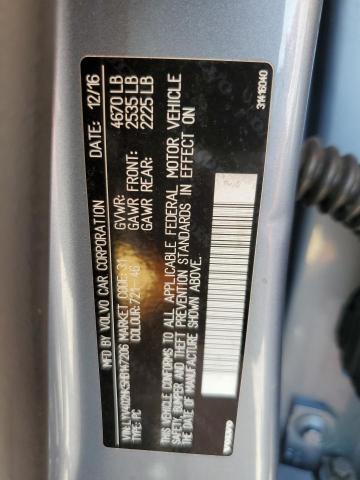 MFD BY: VOLVO CAR CORPORATION 12/16
GVWR: 4670 LB
GAWR FRONT: 2535 LB
GAWR REAR: 2225 LB
MARKET CODE: 31
TYPE: PC COLOUR: 721-46
THIS VEHICLE CONFORMS TO ALL APPLICABLE FEDERAL MOTOR VEHICLE
SAFETY, BUMPER AND THEFT PREVENTION STANDARDS IN EFFECT ON
THE DATE OF MANUFACTURE SHOWN ABOVE.
VOLVO
31416040